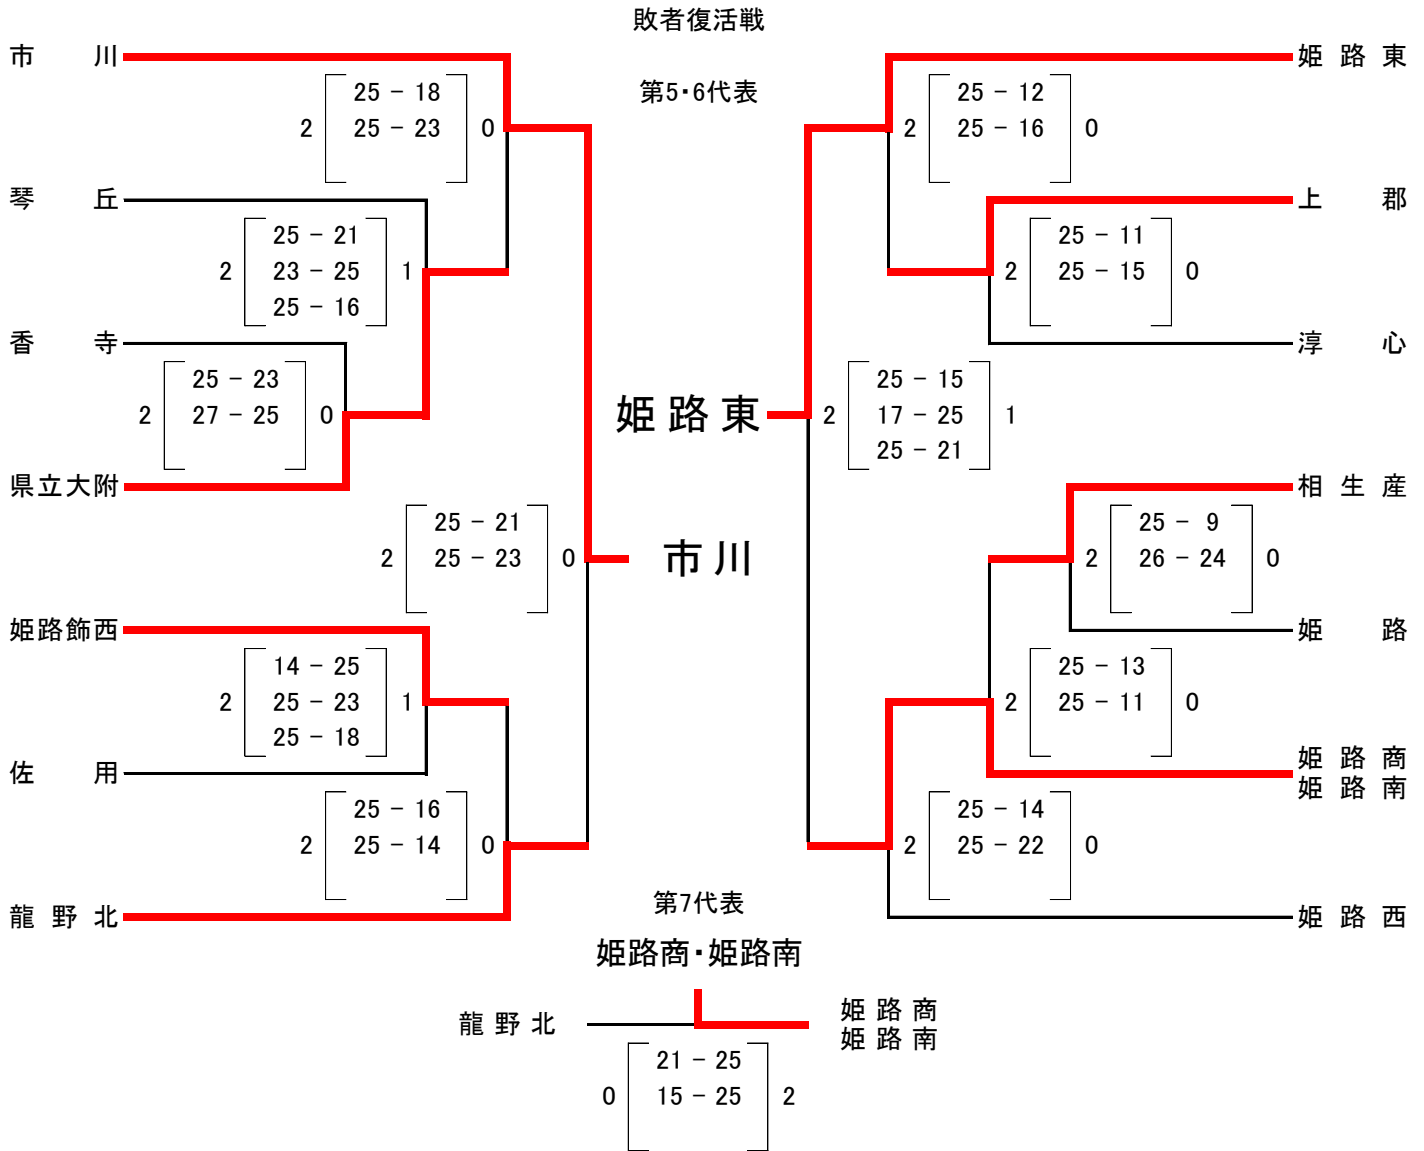 敗者復活戦
第5・6代表
市川
2 25 − 18 0
25 − 23
琴丘
2 25 − 21 1
23 − 25
25 − 16
香寺
2 25 − 23 0
27 − 25
県立大附
2 25 − 21 0
25 − 23
市川
姫路飾西
2 14 − 25 1
25 − 23
25 − 18
佐用
2 25 − 16 0
25 − 14
龍野北
姫路東
2 25 − 12 0
25 − 16
上郡
2 25 − 11 0
25 − 15
淳心
姫路東
2 25 − 15 1
17 − 25
25 − 21
相生産
2 25 − 9 0
26 − 24
姫路
2 25 − 13 0
25 − 11
姫路商
姫路南
2 25 − 14 0
25 − 22
姫路西
第7代表
姫路商・姫路南
龍野北
姫路商
姫路南
0 21 − 25 2
15 − 25